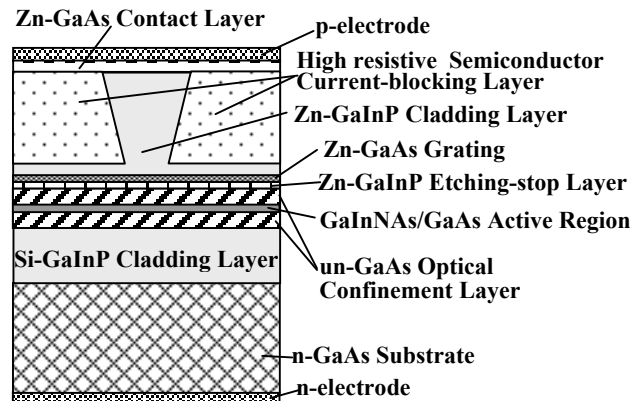 Zn-GaAs Contact Layer
p-electrode
High resistive Semiconductor
Current-blocking Layer
Zn-GaInP Cladding Layer
Zn-GaAs Grating
Zn-GaInP Etching-stop Layer
GaInNAs/GaAs Active Region
Si-GaInP Cladding Layer
un-GaAs Optical
Confinement Layer
n-GaAs Substrate
n-electrode